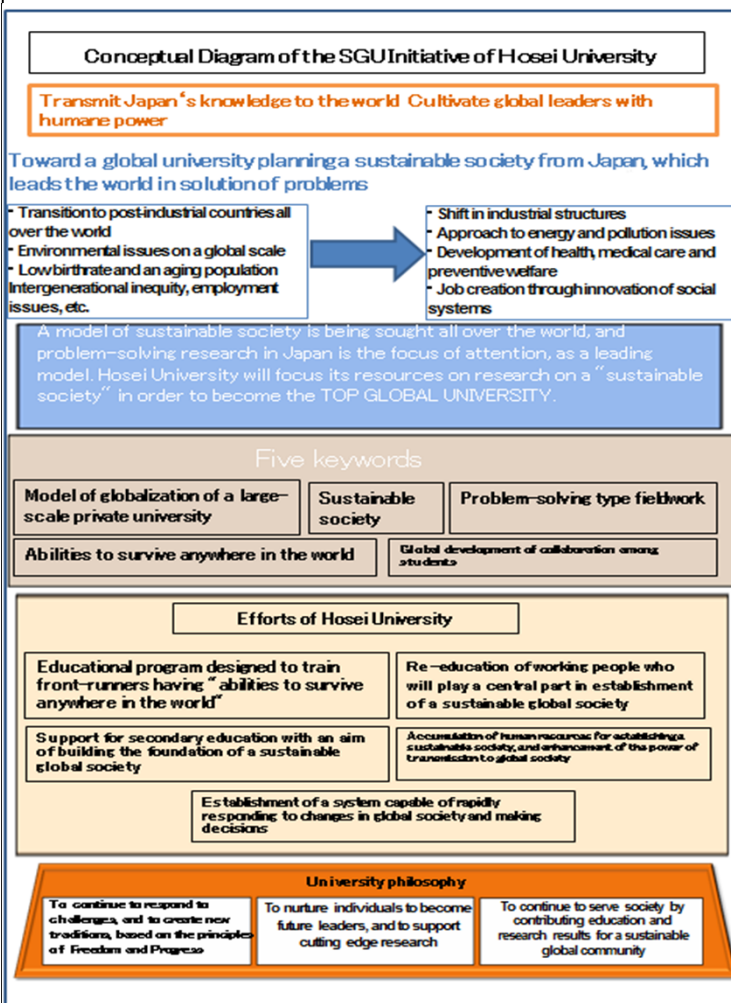 Conceptual Diagram of the SGU Initiative of Hosei University
Transmit Japan's knowledge to the world Cultivate global leaders with
humane power
Toward a global university planning a sustainable society from Japan, which
leads the world in solution of problems
・Transition to post-industrial countries all
over the world
・Environmental issues on a global scale
・Low birthrate and an aging population
Intergenerational inequity, employment
issues, etc.
・Shift in industrial structures
・Approach to energy and pollution issues
・Development of health, medical care and
preventive welfare
・Job creation through innovation of social
systems
A model of sustainable society is being sought all over the world, and
problem-solving research in Japan is the focus of attention, as a leading
model. Hosei University will focus its resources on research on a "sustainable
society" in order to become the TOP GLOBAL UNIVERSITY.
Five keywords
Model of globalization of a large-
scale private university
Sustainable
society
Problem-solving type fieldwork
Abilities to survive anywhere in the world
Global development of collaboration among
students
Efforts of Hosei University
Educational program designed to train
front-runners having "abilities to survive
anywhere in the world"
Re-education of working people who
will play a central part in establishment
of a sustainable global society
Support for secondary education with an aim
of building the foundation of a sustainable
global society
Accumulation of human resources for establishing a
sustainable society, and enhancement of the power of
transmission to global society
Establishment of a system capable of rapidly
responding to changes in global society and making
decisions
University philosophy
To continue to respond to
challenges, and to create new
traditions, based on the principles
of Freedom and Progress
To nurture individuals to become
future leaders, and to support
cutting edge research
To continue to serve society by
contributing education and
research results for a sustainable
global community